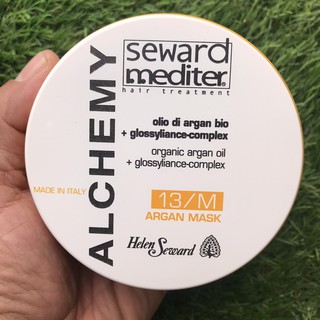 ALCHEMY
seward
mediter
hair treatment
olio di argan bio
+ glossyliance-complex
organic argan oil
+ glossyliance-complex
MADE IN ITALY
13/M
ARGAN MASK
Helen Seward